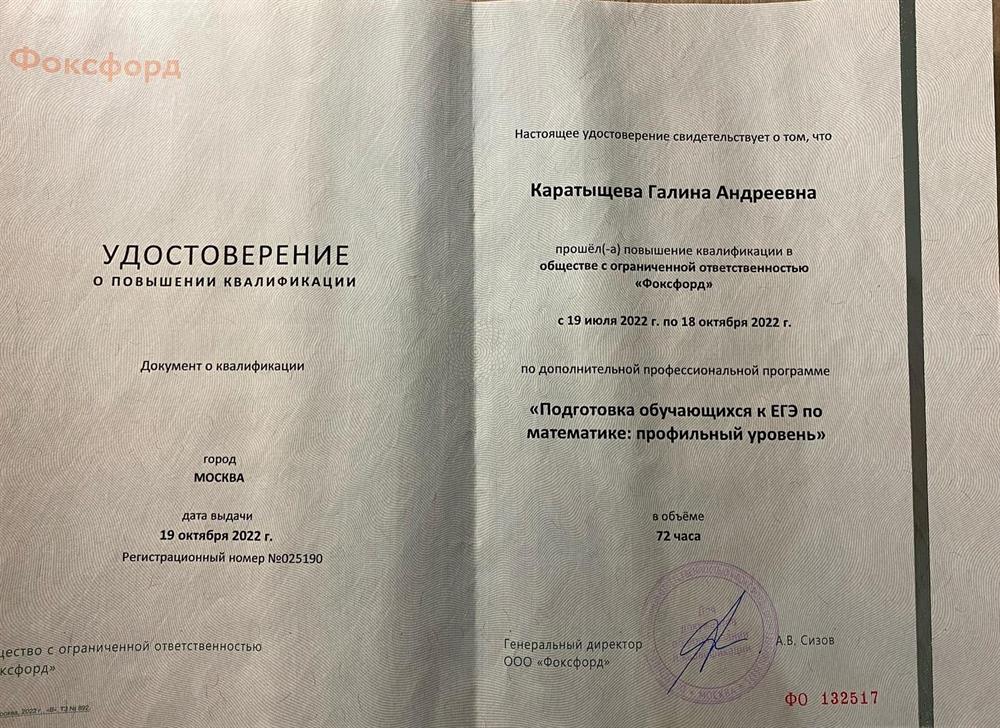 Фоксфорд
УДОСТОВЕРЕНИЕ
О ПОВЫШЕНИИ КВАЛИФИКАЦИИ
Документ о квалификации
город
МОСКВА
дата выдачи
19 октября 2022 г.
Регистрационный номер №025190
щество с ограниченной ответственностью
ксфорд»
Настоящее удостоверение свидетельствует о том, что
Каратыщева Галина Андреевна
прошёл(-а) повышение квалификации в
обществе с ограниченной ответственностью
«Фоксфорд»
с 19 июля 2022 г. по 18 октября 2022 г.
по дополнительной профессиональной программе
«Подготовка обучающихся к ЕГЭ по
математике: профильный уровень»
в объёме
72 часа
Генеральный директор
ООО «Фоксфорд»
А.В. Сизов
Для
МОСКВА
ФО 132517